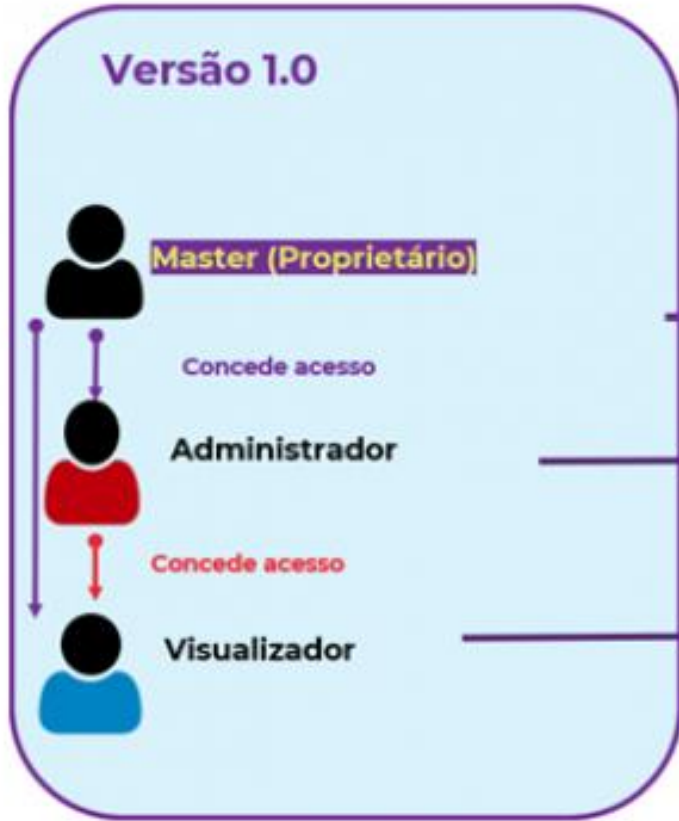 Versão 1.0
Master (Proprietário)
Concede acesso
Administrador
Concede acesso
Visualizador